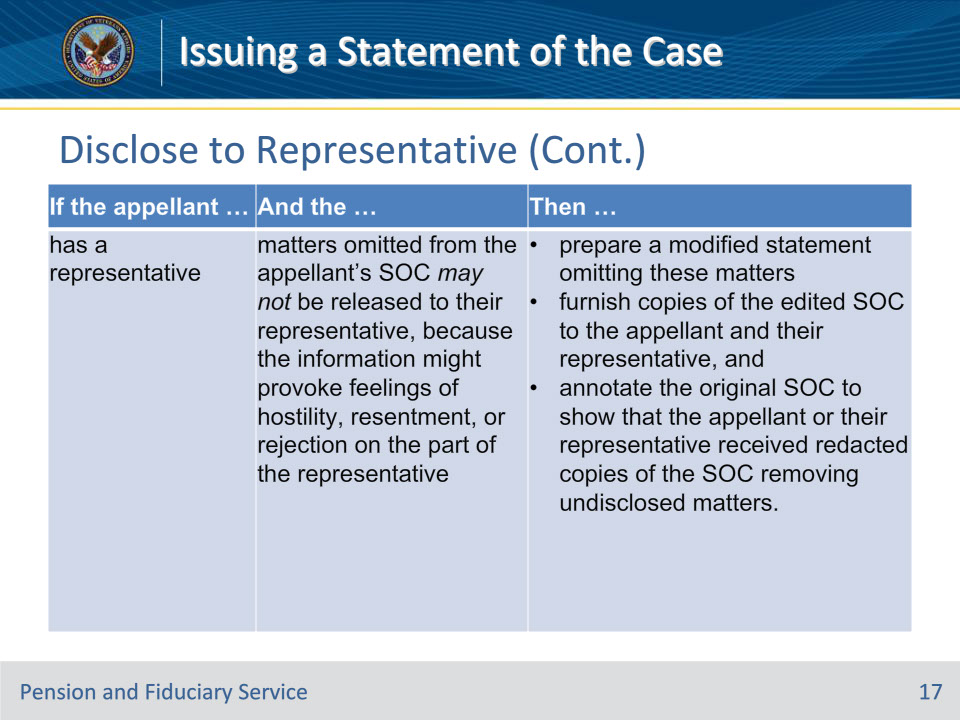 Issuing a Statement of the Case
Disclose to Representative (Cont.)
If the appellant …
And the …
Then …
has a
representative
matters omitted from the
appellant’s SOC may
not be released to their
representative, because
the information might
provoke feelings of
hostility, resentment, or
rejection on the part of
the representative
• prepare a modified statement
omitting these matters
• furnish copies of the edited SOC
to the appellant and their
representative, and
• annotate the original SOC to
show that the appellant or their
representative received redacted
copies of the SOC removing
undisclosed matters.
Pension and Fiduciary Service
17